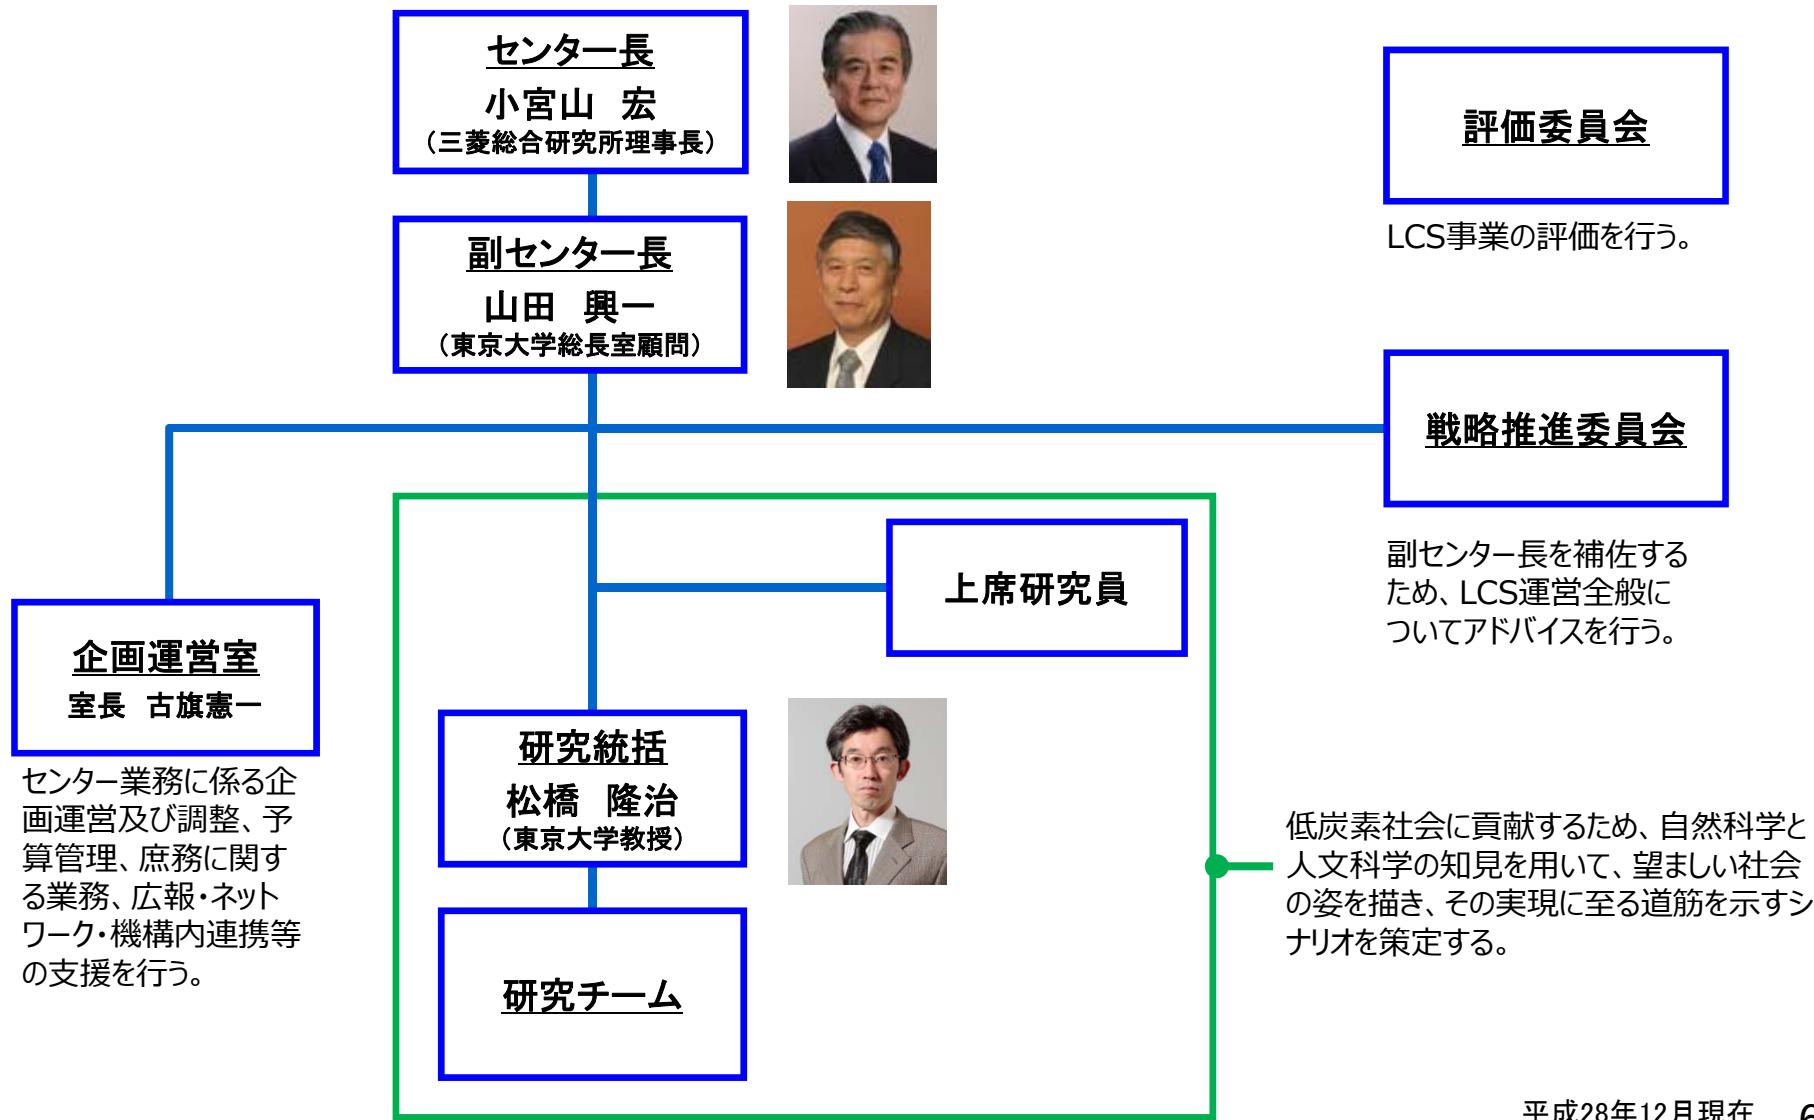 センター長
小宮山　宏
（三菱総合研究所理事長）
副センター長
山田　興一
（東京大学総長室顧問）
評価委員会
LCS事業の評価を行う。
戦略推進委員会
副センター長を補佐する
ため、LCS運営全般に
ついてアドバイスを行う。
上席研究員
企画運営室
室長　古旗憲一
センター業務に係る企
画運営及び調整、予
算管理、庶務に関す
る業務、広報・ネット
ワーク・機構内連携等
の支援を行う。
研究統括
松橋　隆治
（東京大学教授）
研究チーム
低炭素社会に貢献するため、自然科学と
人文科学の知見を用いて、望ましい社会
の姿を描き、その実現に至る道筋を示すシ
ナリオを策定する。
平成28年12月現在
6